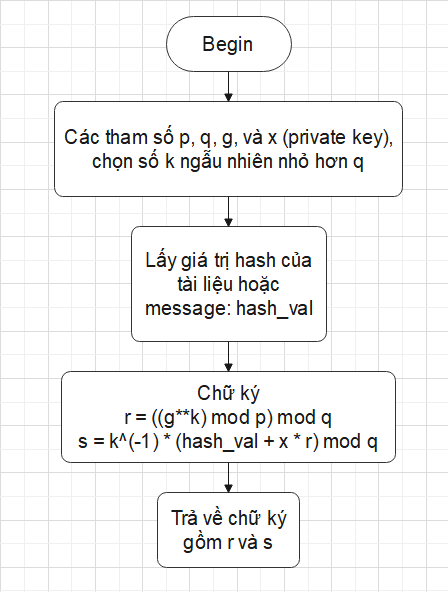 Begin
Các tham số p, q, g, và x (private key),
chọn số k ngẫu nhiên nhỏ hơn q
Lấy giá trị hash của
tài liệu hoặc
message: hash_val
Chữ ký
r = ((g**k) mod p) mod q
s = k^(-1) * (hash_val + x * r) mod q
Trả về chữ ký
gồm r và s